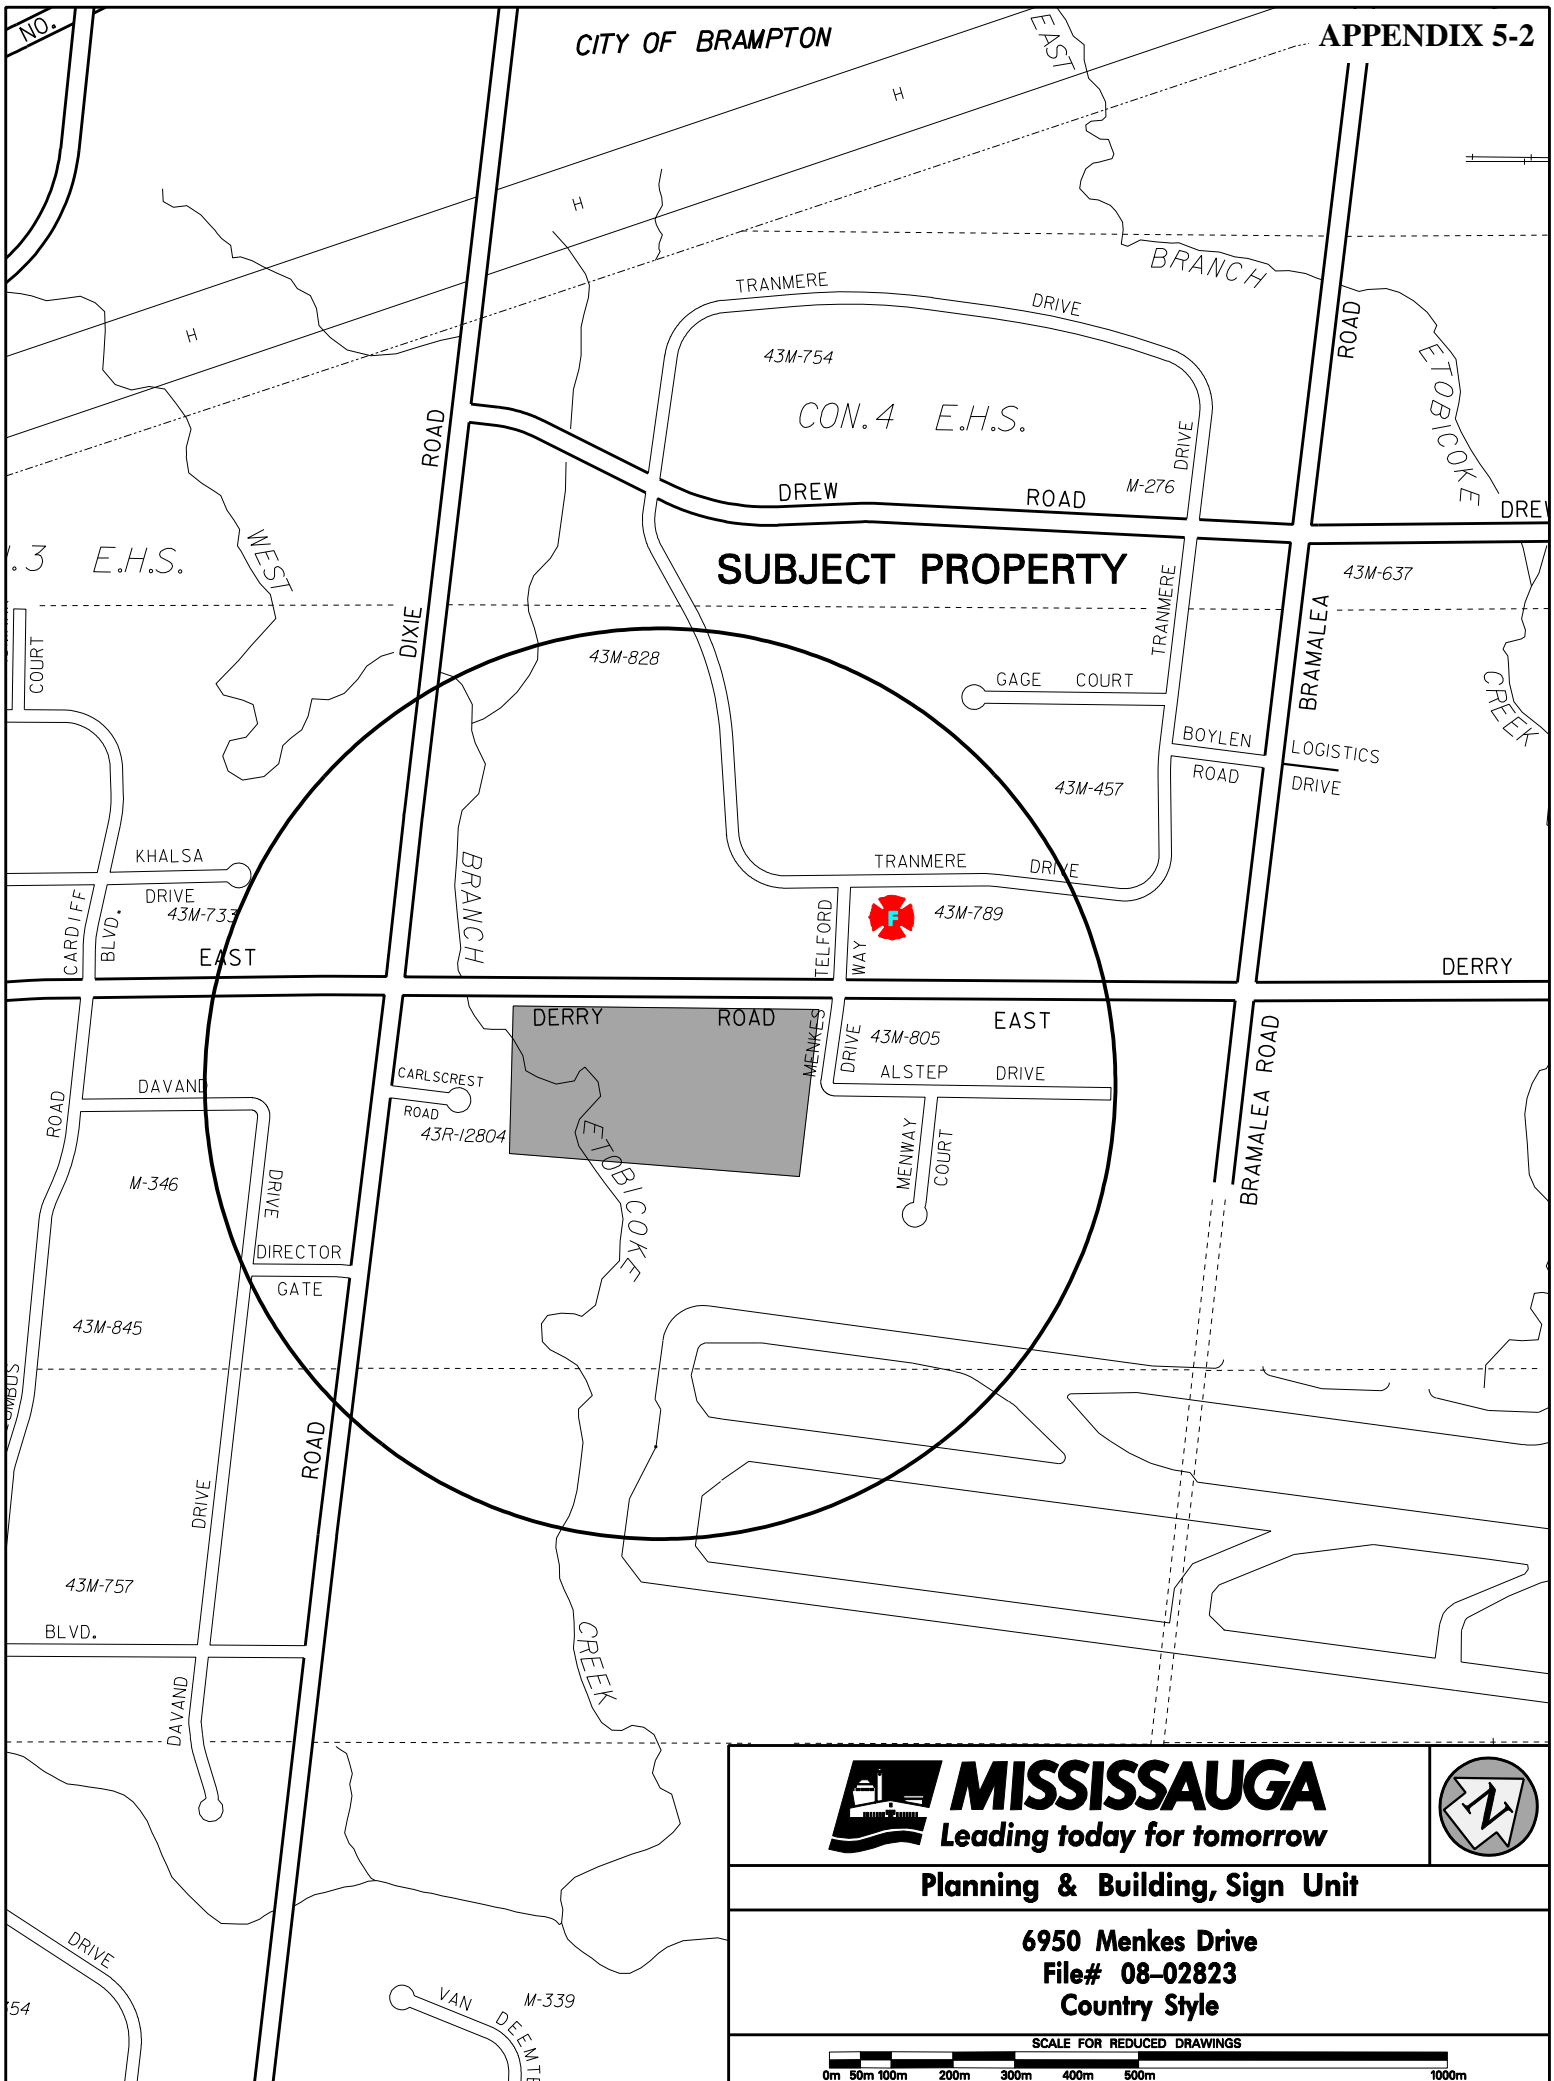 NO.
CITY OF BRAMPTON
EAST
APPENDIX 5-2
H
H
H
BRANCH
TRANMERE
DRIVE
ROAD
ETOBICOKE
43M-754
CON. 4 E.H.S.
ROAD
DRIVE
M-276
DREW
ROAD
SUBJECT PROPERTY
43M-637
.3 E.H.S.
WEST
TRANMERE
BRAMALEA
DIXIE
COURT
43M-828
GAGE COURT
CREEK
BOYLEN
ROAD
LOGISTICS
DRIVE
43M-457
KHALSA
DRIVE
43M-733
BRANCH
TRANMERE
DRIVE
CARDIFF
BLVD.
TELFORD
WAY
F
43M-789
EAST
DERRY
DERRY
ROAD
EAST
MENKES
DRIVE
43M-805
ALSTEP
DRIVE
BRAMALEA ROAD
CARLSCREST
ROAD
43R-12804
DAVAND
ROAD
ETOBICOKE
MENWAY
COURT
M-346
DRIVE
DIRECTOR
GATE
43M-845
ROAD
DRIVE
43M-757
BLVD.
CREEK
DAVAND
DRIVE
VAN
M-339
MISSISSAUGA
Leading today for tomorrow
N
Planning & Building, Sign Unit
6950 Menkes Drive
File# 08-02823
Country Style
SCALE FOR REDUCED DRAWINGS
0m 50m 100m 200m 300m 400m 500m 1000m